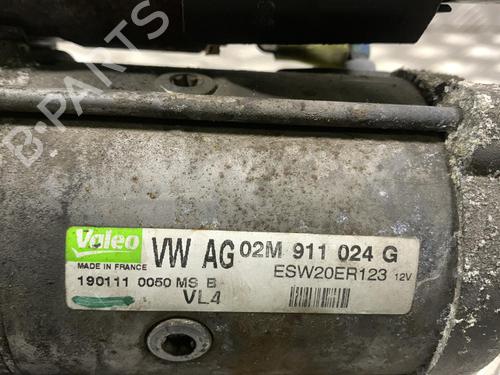 B-PARTS
Valeo
MADE IN FRANCE
VW AG 02M 911 024 G
ESW20ER123 12V
190111 0050 MS B
VL4